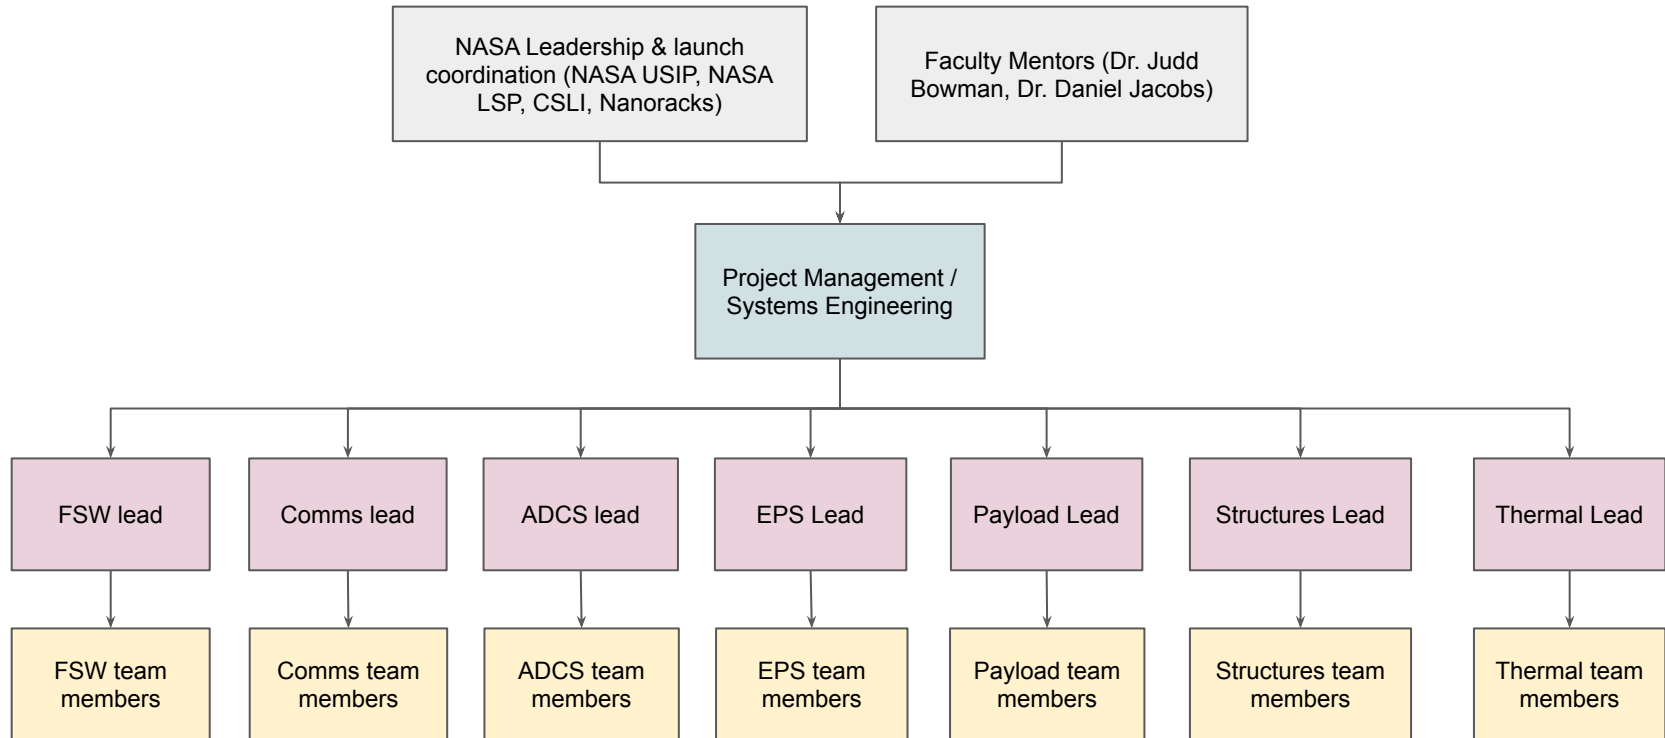 NASA Leadership & launch
coordination (NASA USIP, NASA
LSP, CSLI, Nanoracks)
Faculty Mentors (Dr. Judd
Bowman, Dr. Daniel Jacobs)
Project Management /
Systems Engineering
FSW lead
Comms lead
ADCS lead
EPS Lead
Payload Lead
Structures Lead
Thermal Lead
FSW team
members
Comms team
members
ADCS team
members
EPS team
members
Payload team
members
Structures team
members
Thermal team
members